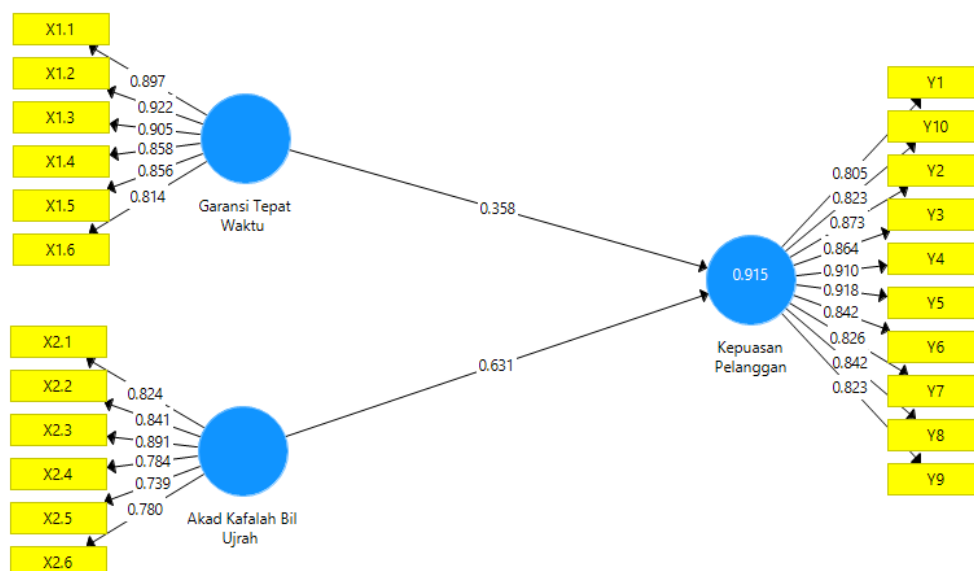 X1.1
X1.2
X1.3
X1.4
X1.5
X1.6
0.897
0.922
0.905
0.858
0.856
0.814
Garansi Tepat
Waktu
0.358
X2.1
X2.2
X2.3
X2.4
X2.5
X2.6
0.824
0.841
0.891
0.784
0.739
0.780
Akad Kafalah Bil
Ujrah
0.631
0.915
Kepuasan
Pelanggan
0.805
0.823
0.873
0.864
0.910
0.918
0.842
0.826
0.842
0.823
Y1
Y10
Y2
Y3
Y4
Y5
Y6
Y7
Y8
Y9